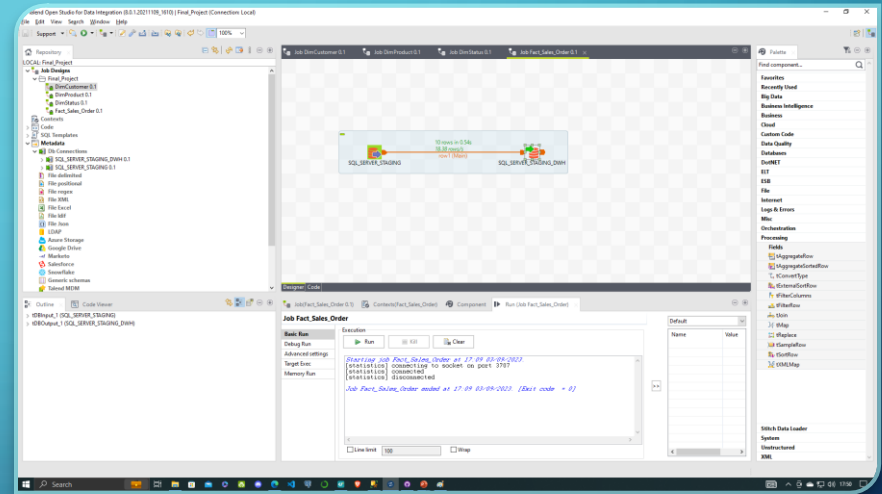 Talend Open Studio for Data Integration (8.0.1.20211109_1610) | Final_Project (Connection: Local)
File Edit View Search Window Help
Support 100%
Repository
LOCAL: Final_Project
Job Designs
Final_Project
DimCustomer 0.1
DimProduct 0.1
DimStatus 0.1
Fact_Sales_Order 0.1
Contexts
Code
SQL Templates
Metadata
Db Connections
SQL_SERVER_STAGING_DWH 0.1
SQL_SERVER_STAGING 0.1
File delimited
File positional
File regex
File XML
File Excel
File ldif
File Json
LDAP
Azure Storage
Google Drive
Marketo
Salesforce
Snowflake
Generic schemas
Talend MDM
Outline Code Viewer
tDBInput_1 (SQL_SERVER_STAGING)
tDBOutput_1 (SQL_SERVER_STAGING_DWH)
Job DimCustomer 0.1 Job DimProduct 0.1 Job DimStatus 0.1 Job Fact_Sales_Order 0.1
10 rows in 0.54s
row1 (Main)
SQL_SERVER_STAGING SQL_SERVER_STAGING_DWH
Designer Code
Job(Fact_Sales_Order 0.1) Contexts(Fact_Sales_Order) Component Run (Job Fact_Sales_Order)
Job Fact_Sales_Order
Basic Run
Debug Run
Advanced settings
Target Exec
Memory Run
Execution
Run Kill Clear
Starting job Fact_Sales_Order at 17:09 03/09/2023.
[statistics] connecting to socket on port 3787
[statistics] connected
[statistics] disconnected
Job Fact_Sales_Order ended at 17:09 03/09/2023. [Exit code = 0]
Line limit 100 Wrap
Default
Name Value
Palette
Find component...
Favorites
Recently Used
Big Data
Business Intelligence
Business
Cloud
Custom Code
Data Quality
Databases
DotNET
ELT
ESB
File
Internet
Logs & Errors
Misc
Orchestration
Processing
Fields
tAggregateRow
tAggregateSortedRow
tConvertType
tExternalSortRow
tFilterColumns
tFilterRow
tJoin
tMap
tReplace
tSampleRow
tSortRow
tXMLMap
Stitch Data Loader
System
Unstructured
XML
Search
17:50